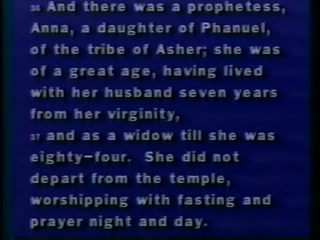 36 And there was a prophetess,
Anna, a daughter of Phanuel,
of the tribe of Asher; she was
of a great age, having lived
with her husband seven years
from her virginity,
37 and as a widow till she was
eighty-four. She did not
depart from the temple,
worshipping with fasting and
prayer night and day.